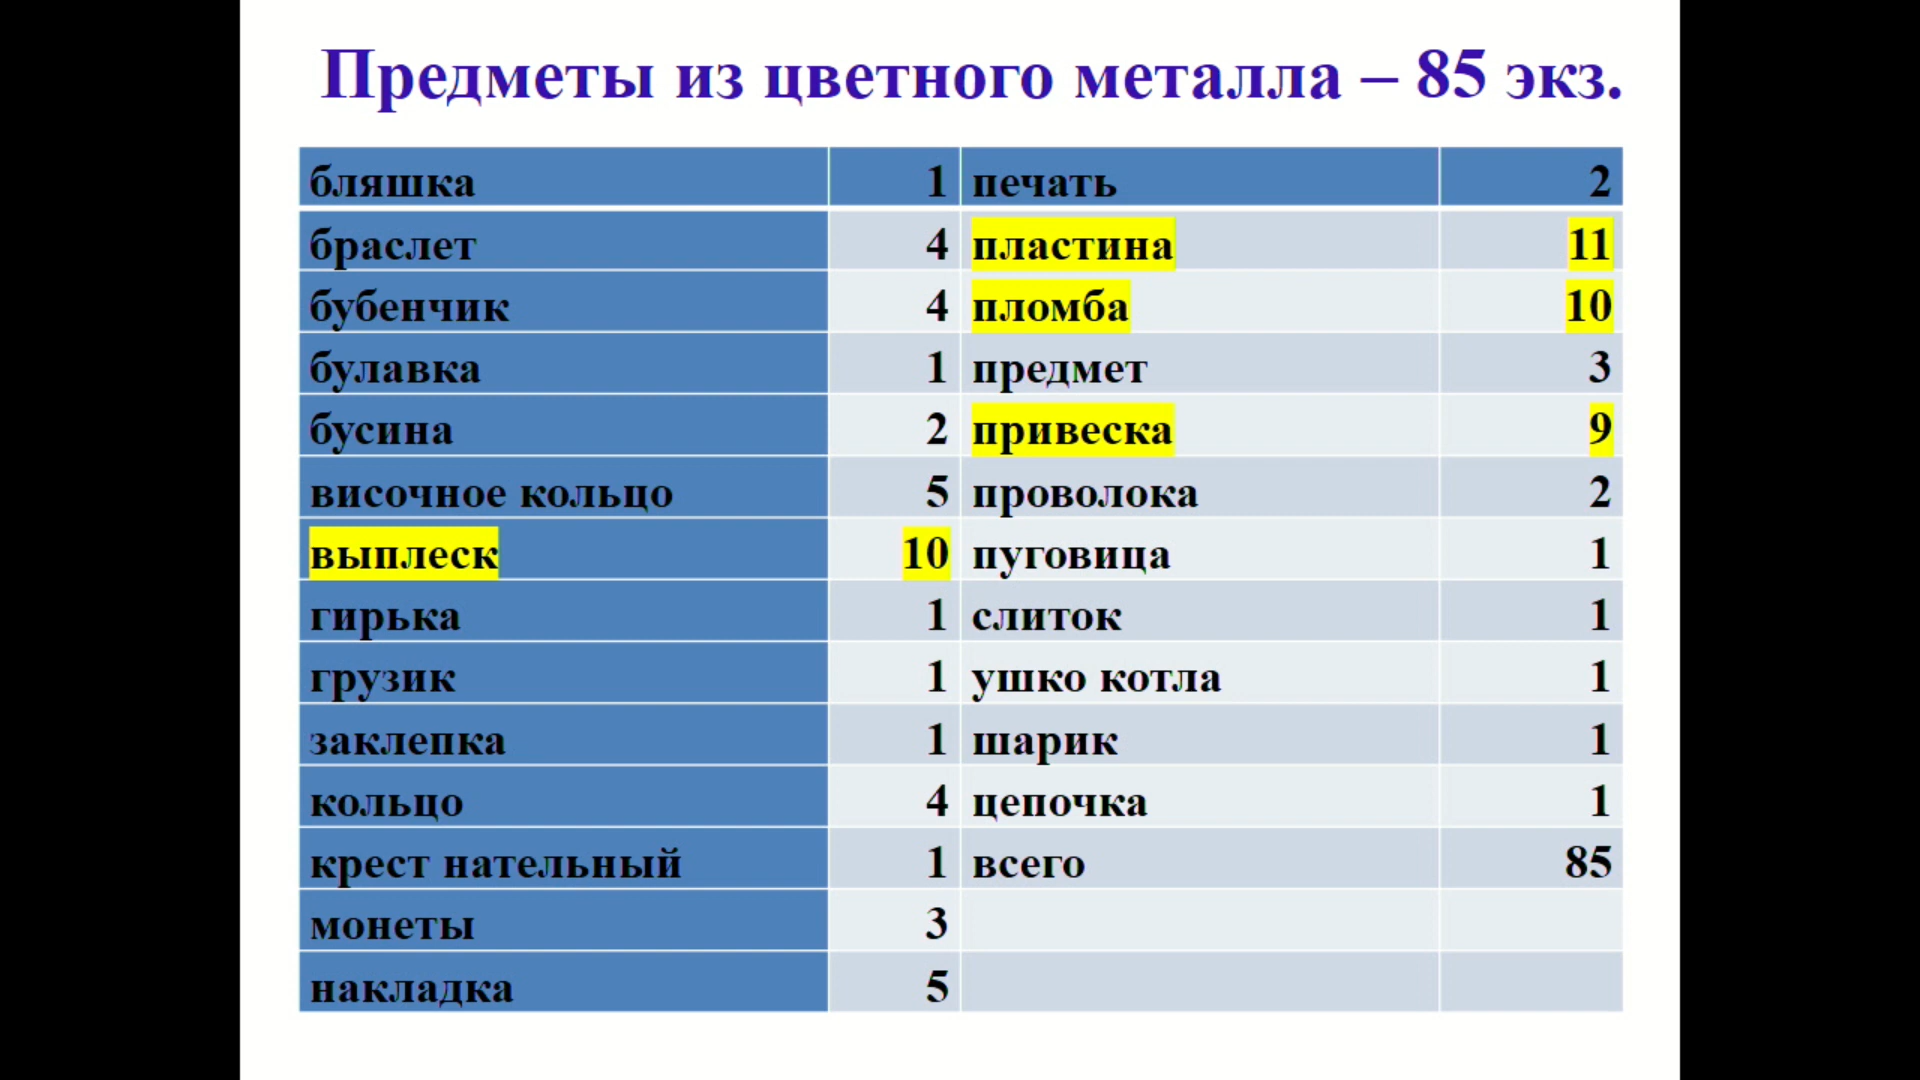 Предметы из цветного металла – 85 экз.
бляшка 1 печать 2
браслет 4 пластина 11
бубенчик 4 пломба 10
булавка 1 предмет 3
бусина 2 привеска 9
височное кольцо 5 проволока 2
выплеск 10 пуговица 1
гирька 1 слиток 1
грузик 1 ушко котла 1
заклепка 1 шарик 1
кольцо 4 цепочка 1
крест нательный 1 всего 85
монеты 3
накладка 5